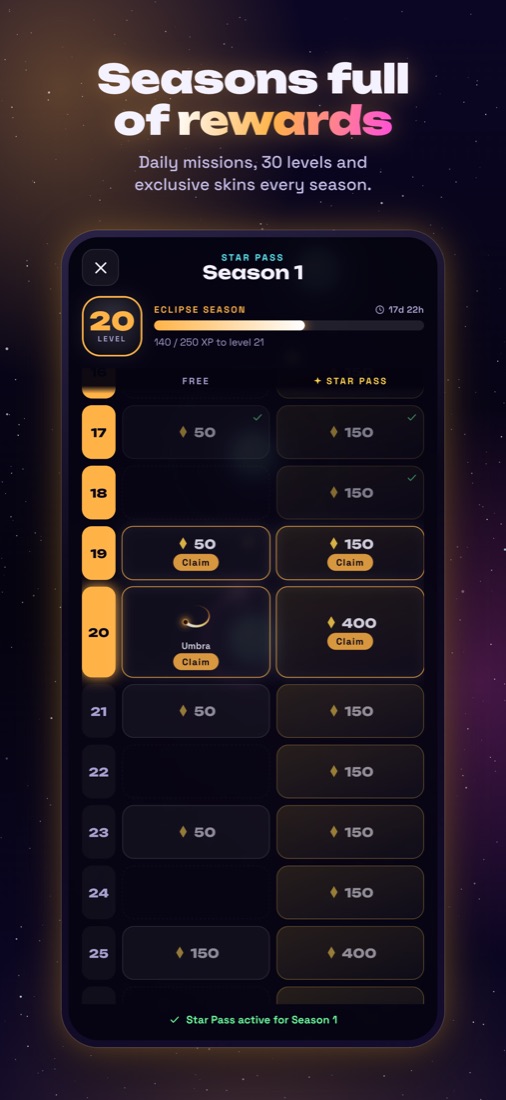 Seasons full
of rewards
Daily missions, 30 levels and
exclusive skins every season.
STAR PASS
Season 1
20
LEVEL
ECLIPSE SEASON
17d 22h
140 / 250 XP to level 21
FREE
✦ STAR PASS
17
50
150
18
150
19
50
Claim
150
Claim
20
Umbra
Claim
400
Claim
21
50
150
22
150
23
50
150
24
150
25
150
400
✓ Star Pass active for Season 1